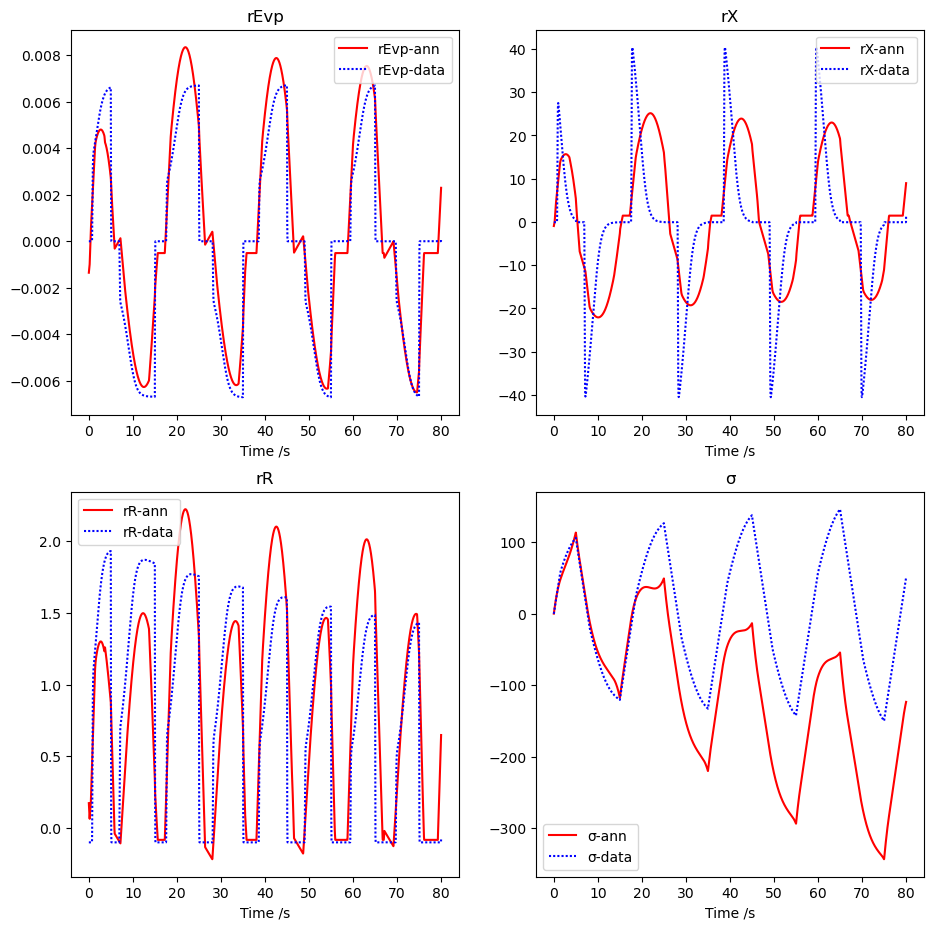 rEvp
rEvp-ann
rEvp-data
0.008
0.006
0.004
0.002
0.000
−0.002
−0.004
−0.006
0 10 20 30 40 50 60 70 80
Time /s
rX
rX-ann
rX-data
40
30
20
10
0
−10
−20
−30
−40
0 10 20 30 40 50 60 70 80
Time /s
rR
rR-ann
rR-data
2.0
1.5
1.0
0.5
0.0
0 10 20 30 40 50 60 70 80
Time /s
σ
100
0
−100
−200
−300
σ-ann
σ-data
0 10 20 30 40 50 60 70 80
Time /s